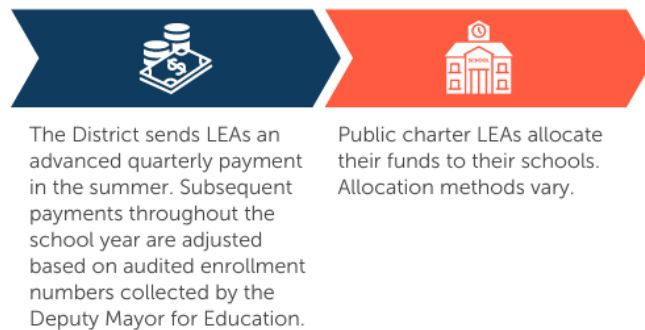 SCHOOL
The District sends LEAs an
advanced quarterly payment
in the summer. Subsequent
payments throughout the
school year are adjusted
based on audited enrollment
numbers collected by the
Deputy Mayor for Education.
Public charter LEAs allocate
their funds to their schools.
Allocation methods vary.